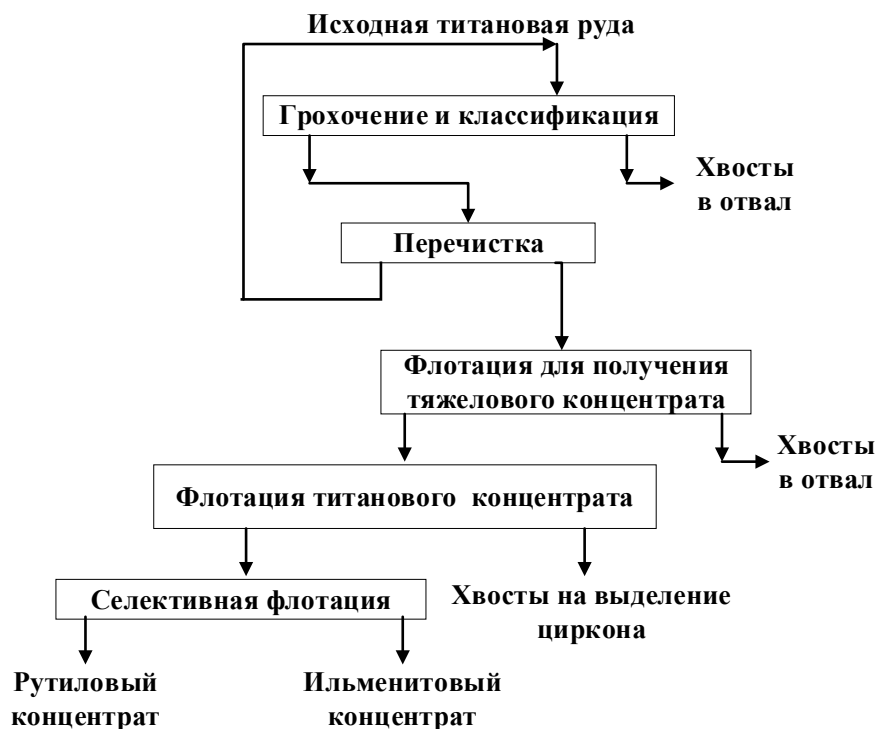 Исходная титановая руда
Грохочение и классификация
Хвосты
в отвал
Перечистка
Флотация для получения
тяжелового концентрата
Хвосты
в отвал
Флотация титанового концентрата
Селективная флотация
Хвосты на выделение
циркона
Рутиловый
концентрат
Ильменитовый
концентрат